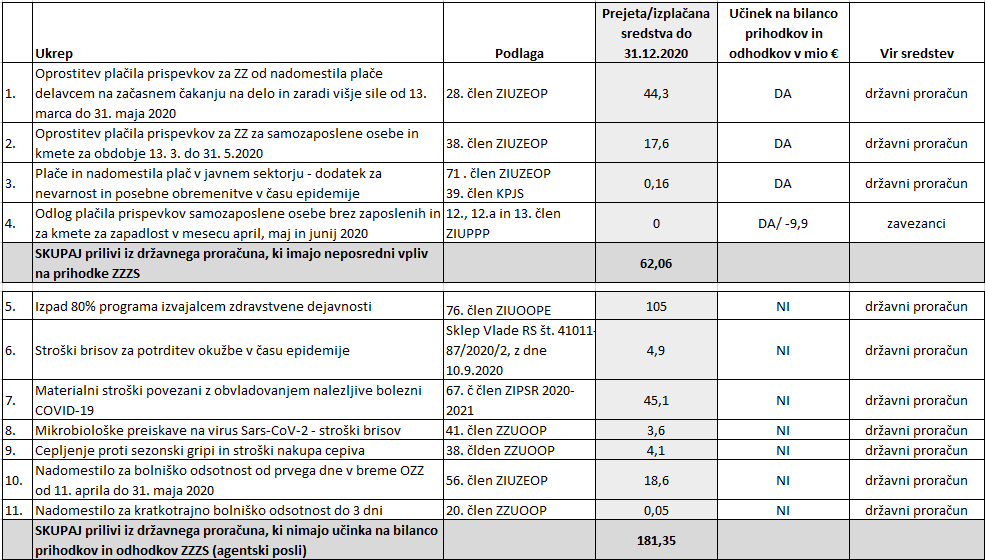 Ukrep
Podlaga
Prejeta/izplačana
sredstva do
31.12.2020
Učinek na bilanco
prihodkov in
odhodkov v mio €
Vir sredstev
1.
Oprostitev plačila prispevkov za ZZ od nadomestila plače
delavcem na začasnem čakanju na delo in zaradi višje sile od 13.
marca do 31. maja 2020
28. člen ZIUZEOP
44,3
DA
državni proračun
2.
Oprostitev plačila prispevkov za ZZ za samozaposlene osebe in
kmete za obdobje 13. 3. do 31. 5.2020
38. člen ZIUZEOP
17,6
DA
državni proračun
3.
Plače in nadomestila plač v javnem sektorju - dodatek za
nevarnost in posebne obremenitve v času epidemije
71 . člen ZIUZEOP
39. člen KPJS
0,16
DA
državni proračun
4.
Odlog plačila prispevkov samozaposlene osebe brez zaposlenih in
za kmete za zapadlost v mesecu april, maj in junij 2020
12., 12.a in 13. člen
ZIUPPP
0
DA/ -9,9
zavezanci
SKUPAJ prilivi iz državnega proračuna, ki imajo neposredni vpliv
na prihodke ZZZS
62,06
5.
Izpad 80% programa izvajalcem zdravstvene dejavnosti
76. člen ZIUOOPE
105
NI
državni proračun
6.
Stroški brisov za potrditev okužbe v času epidemije
Sklep Vlade RS št. 41011-
87/2020/2, z dne
10.9.2020
4,9
NI
državni proračun
7.
Materialni stroški povezani z obvladovanjem nalezljive bolezni
COVID-19
67. č člen ZIPSR 2020-
2021
45,1
NI
državni proračun
8.
Mikrobiološke preiskave na virus Sars-CoV-2 - stroški brisov
41. člen ZZUOOP
3,6
NI
državni proračun
9.
Cepljenje proti sezonski gripi in stroški nakupa cepiva
38. člden ZZUOOP
4,1
NI
državni proračun
10.
Nadomestilo za bolniško odsotnost od prvega dne v breme OZZ
od 11. aprila do 31. maja 2020
56. člen ZIUZEOP
18,6
NI
državni proračun
11.
Nadomestilo za kratkotrajno bolniško odsotnost do 3 dni
20. člen ZZUOOP
0,05
NI
državni proračun
SKUPAJ prilivi iz državnega proračuna, ki nimajo učinka na bilanco
prihodkov in odhodkov ZZZS (agentski posli)
181,35